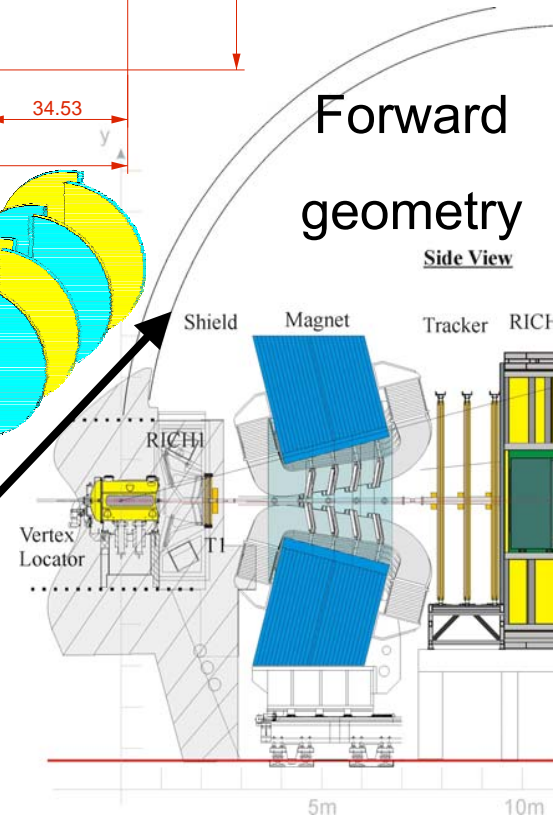 34.53
y
Forward
geometry
Side View
Shield
Magnet
Tracker
RICH
RICH1
T1
Vertex
Locator
5m
10m